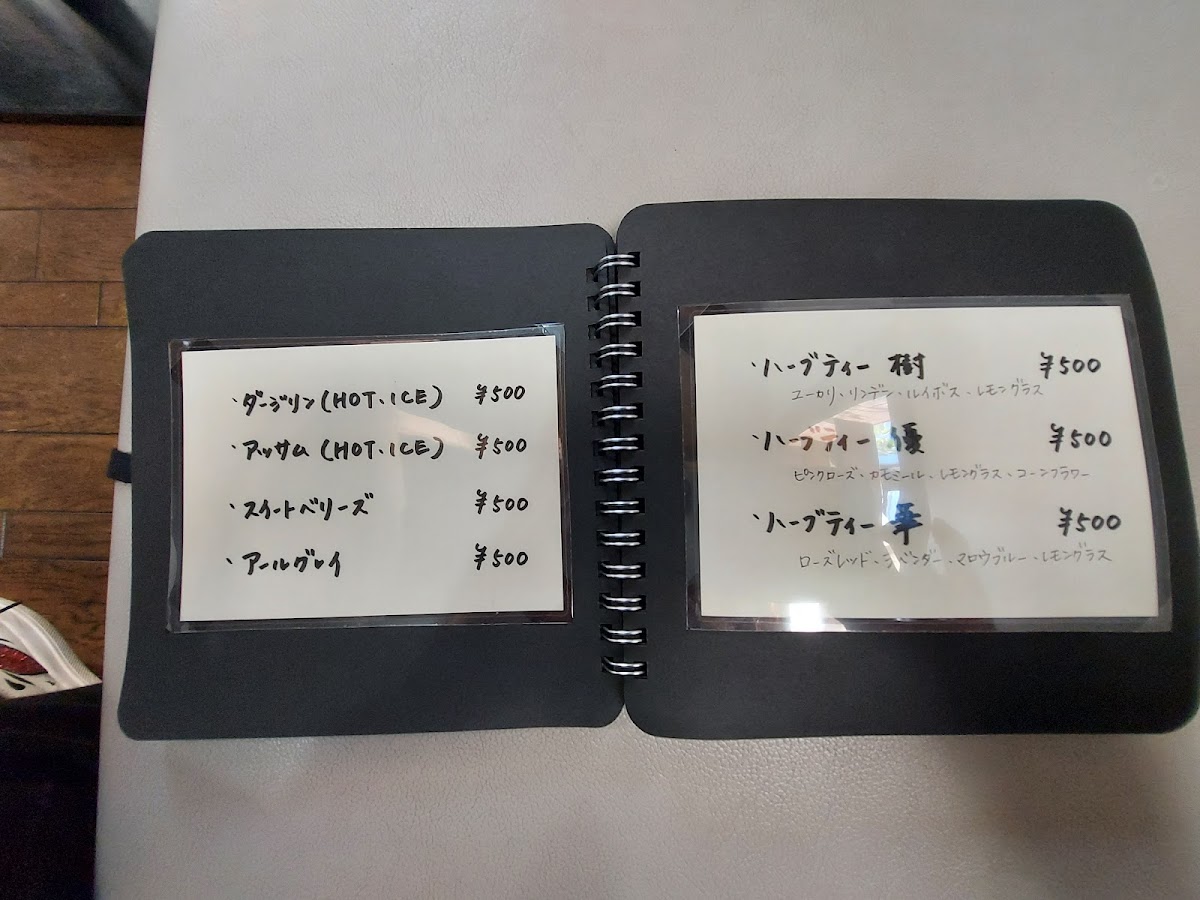 ・ダージリン(HOT、ICE) ¥500
・アッサム(HOT、ICE) ¥500
・スイートベリーズ ¥500
・アールグレイ ¥500
・ハーブティー 樹 ¥500
ユーカリ、リンデン、ルイボス、レモングラス
・ハーブティー 優 ¥500
ピンクローズ、カモミール、レモングラス、コーンフラワー
・ハーブティー ¥500
ローズレッド、ラベンダー、マロウブルー、レモングラス